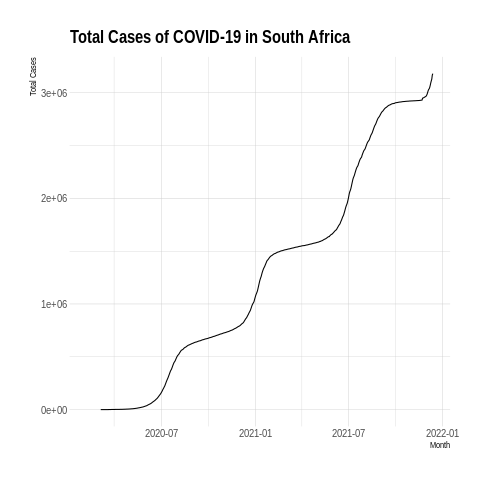 Total Cases of COVID-19 in South Africa
Total Cases
3e+06
2e+06
1e+06
0e+00
2020-07 2021-01 2021-07 2022-01
Month